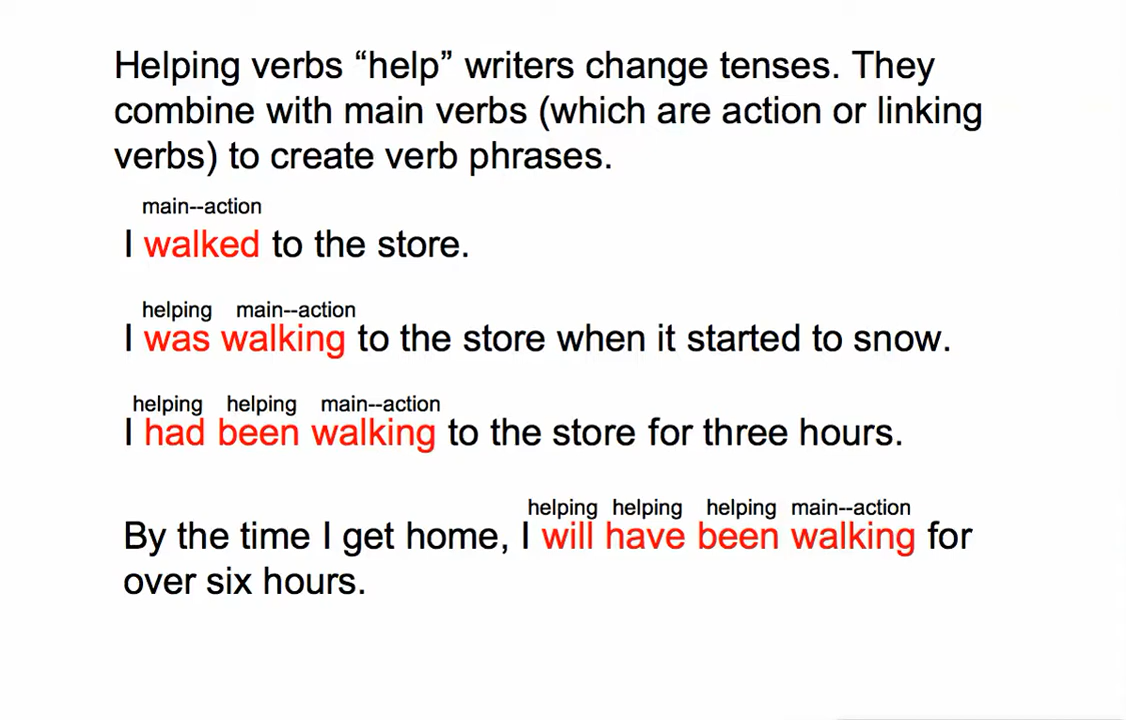 Helping verbs “help” writers change tenses. They
combine with main verbs (which are action or linking
verbs) to create verb phrases.
main--action
I walked to the store.
helping main--action
I was walking to the store when it started to snow.
helping helping main--action
I had been walking to the store for three hours.
helping helping helping main--action
By the time I get home, I will have been walking for
over six hours.